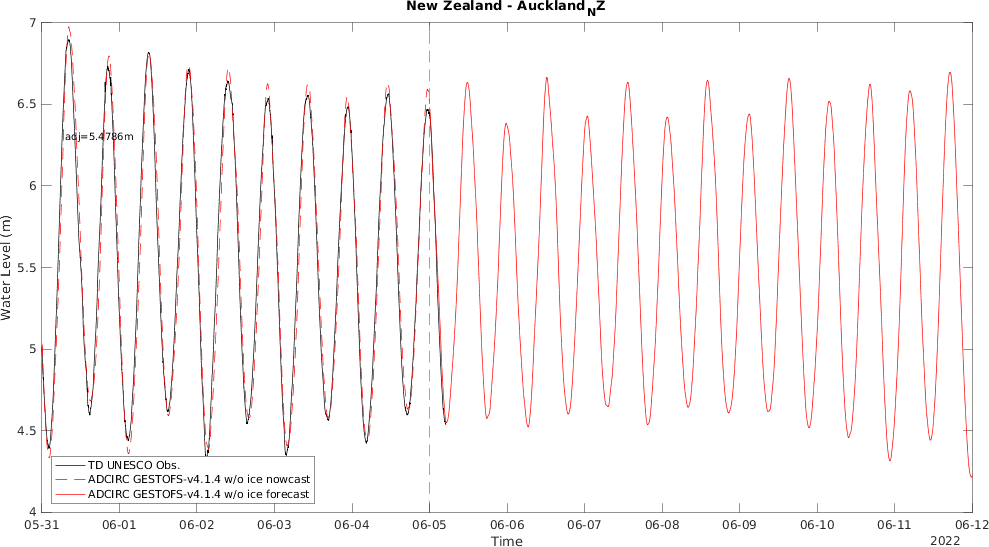 New Zealand - Auckland_NZ
7
6.5
adj=5.4786m
6
5.5
5
4.5
4
Water Level (m)
TD UNESCO Obs.
ADCIRC GESTOFS-v4.1.4 w/o ice nowcast
ADCIRC GESTOFS-v4.1.4 w/o ice forecast
05-31 06-01 06-02 06-03 06-04 06-05 06-06 06-07 06-08 06-09 06-10 06-11 06-12
Time
2022